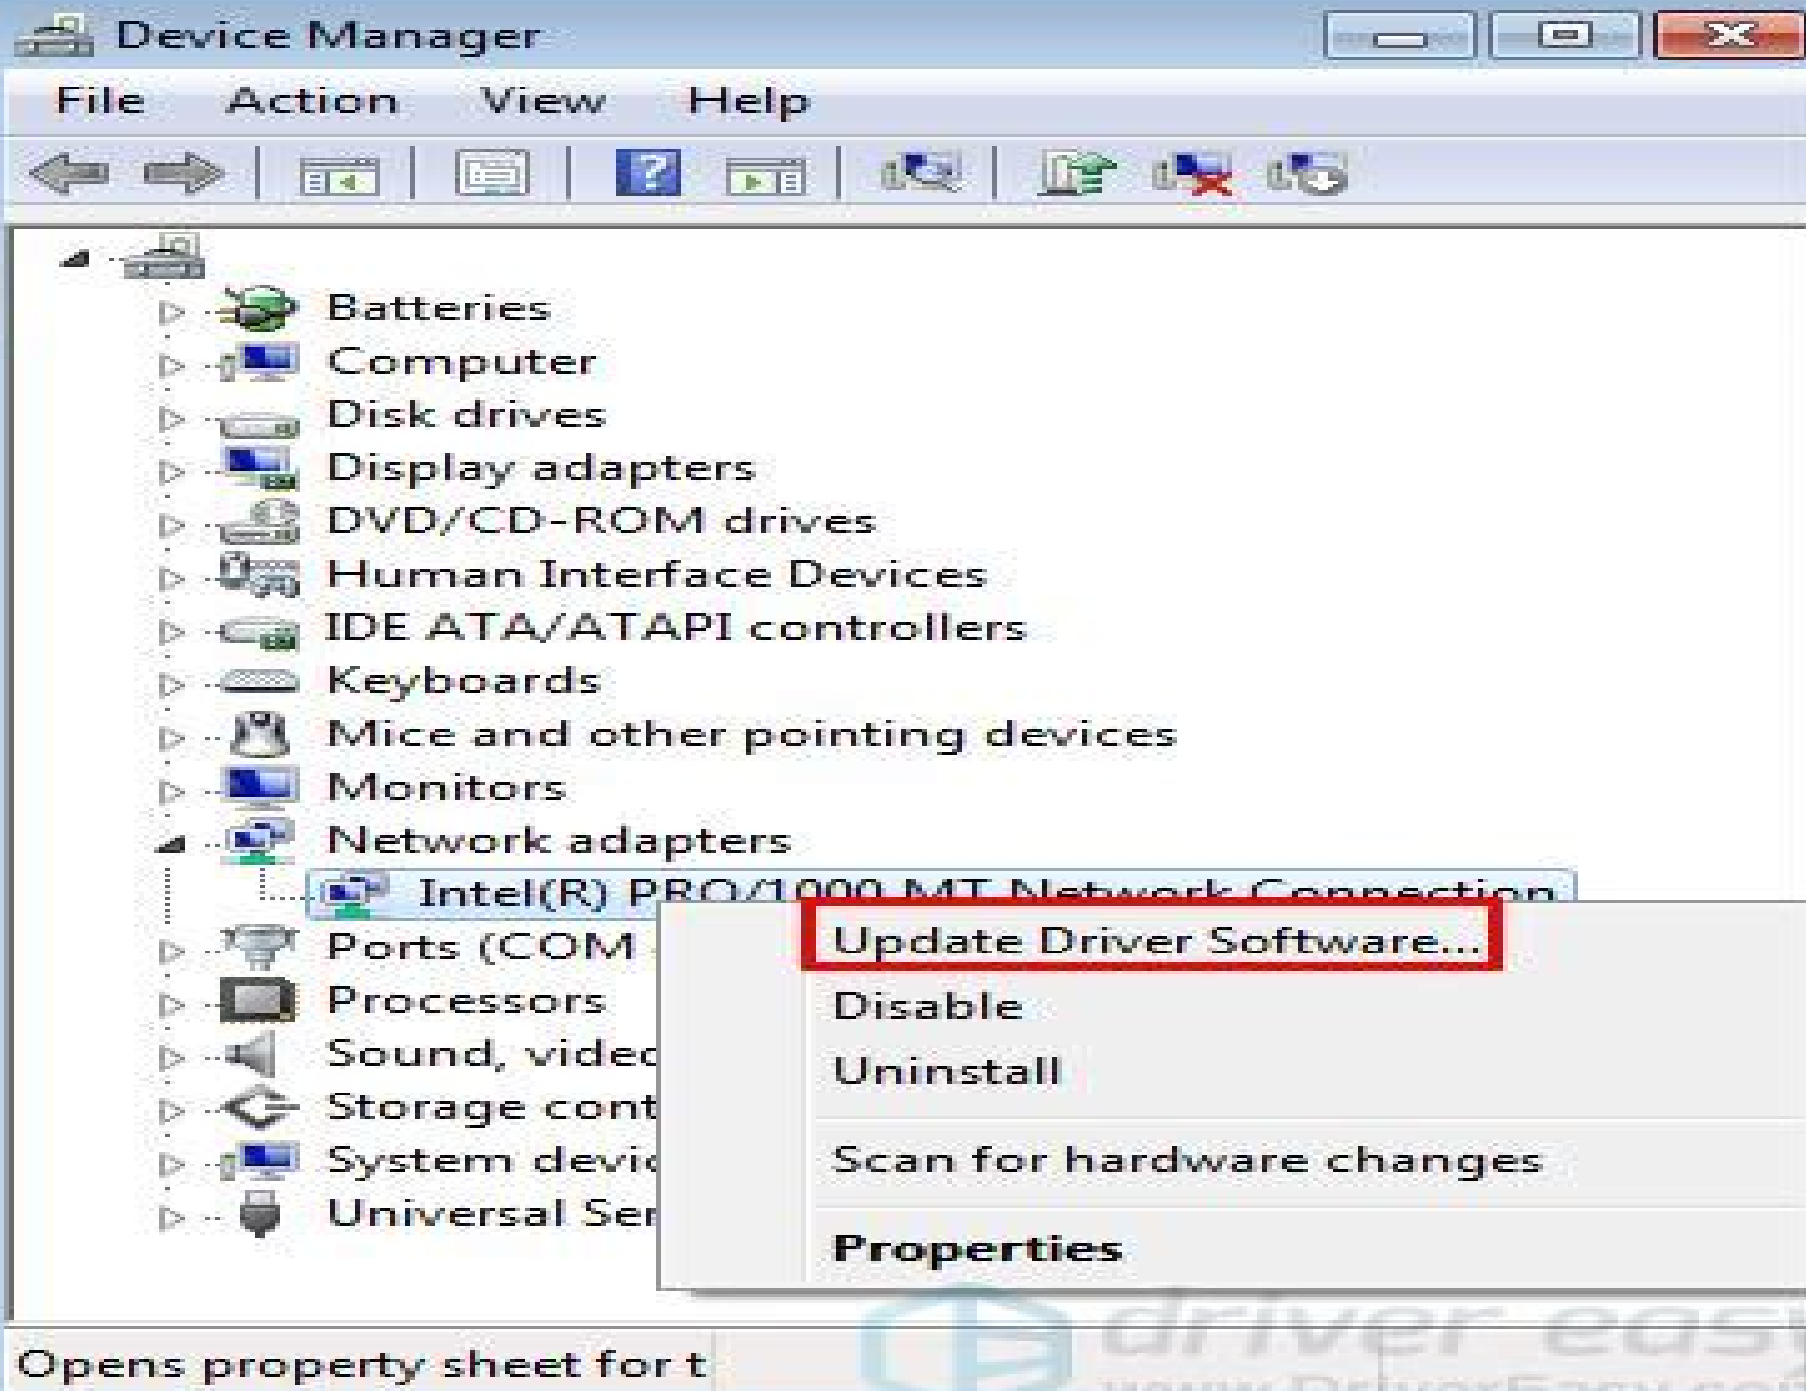 Device Manager
File Action View Help
Batteries
Computer
Disk drives
Display adapters
DVD/CD-ROM drives
Human Interface Devices
IDE ATA/ATAPI controllers
Keyboards
Mice and other pointing devices
Monitors
Network adapters
Intel(R) PRO/1000 MT Network Connection
Ports (COM
Processors
Sound, video
Storage cont
System devic
Universal Ser
Update Driver Software...
Disable
Uninstall
Scan for hardware changes
Properties
driver easy
Opens property sheet for t